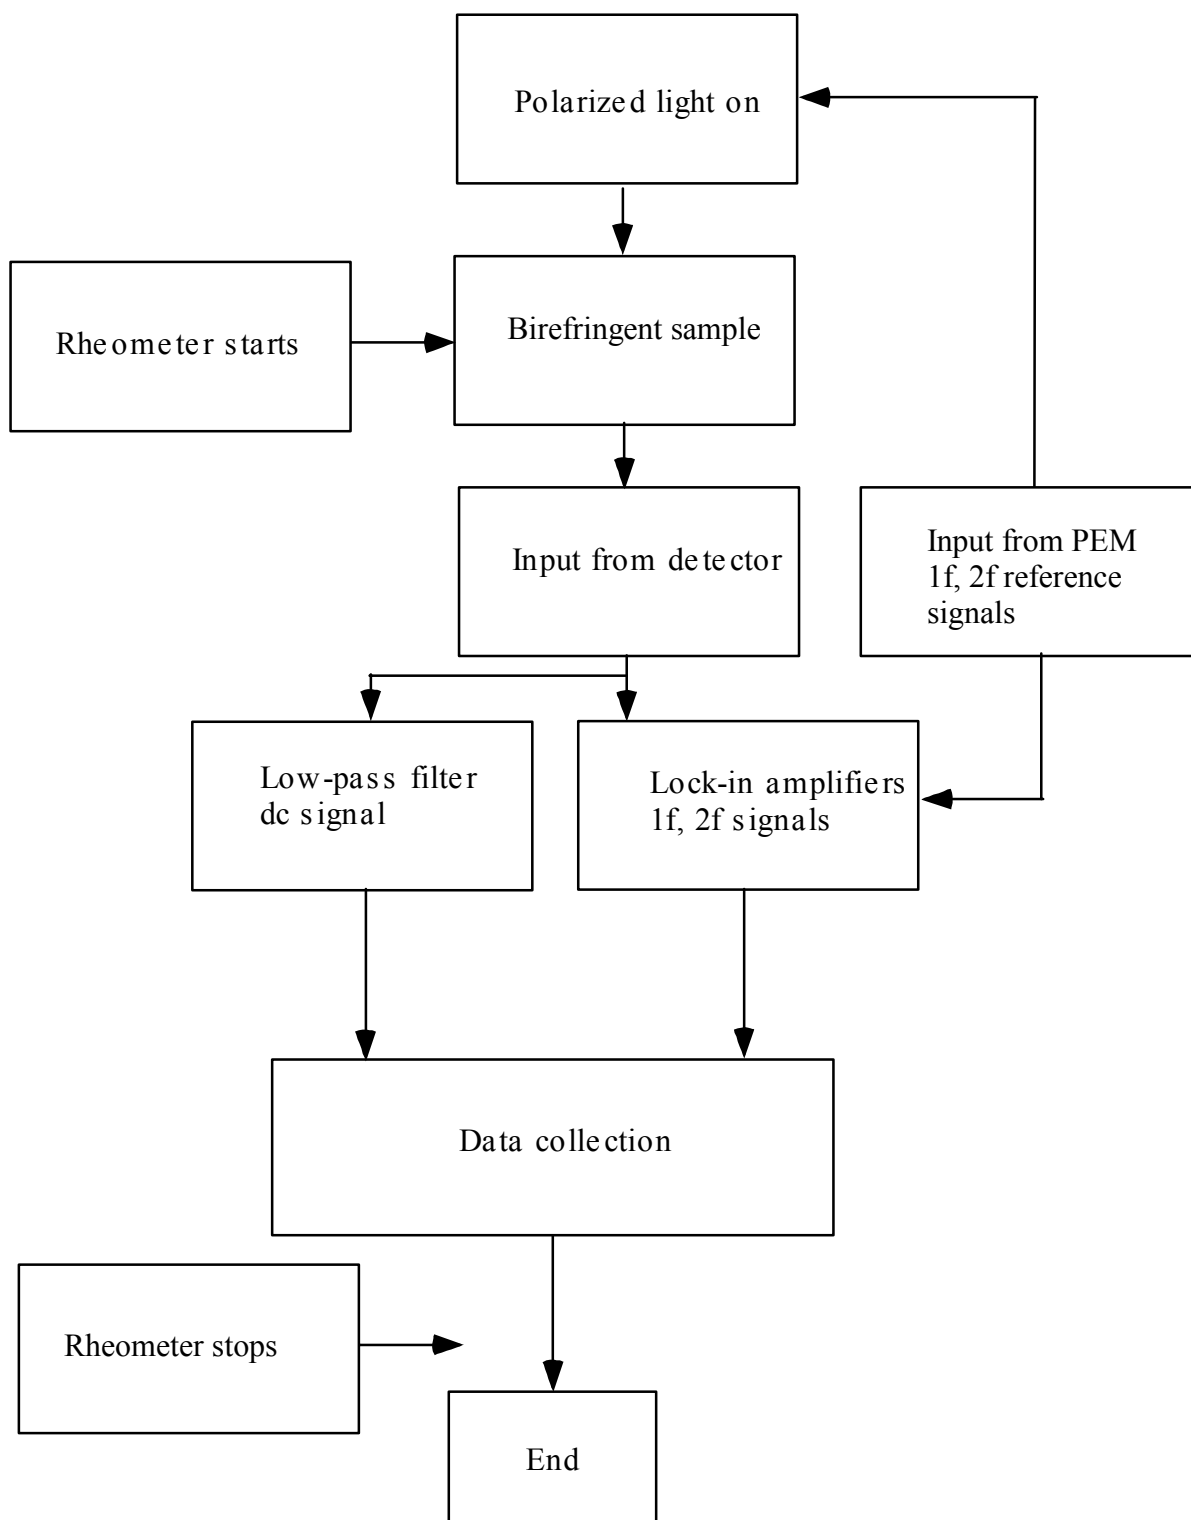 Polarized light on
Rheometer starts
Birefringent sample
Input from detector
Input from PEM
1f, 2f reference
signals
Low-pass filter
dc signal
Lock-in amplifiers
1f, 2f signals
Data collection
Rheometer stops
End